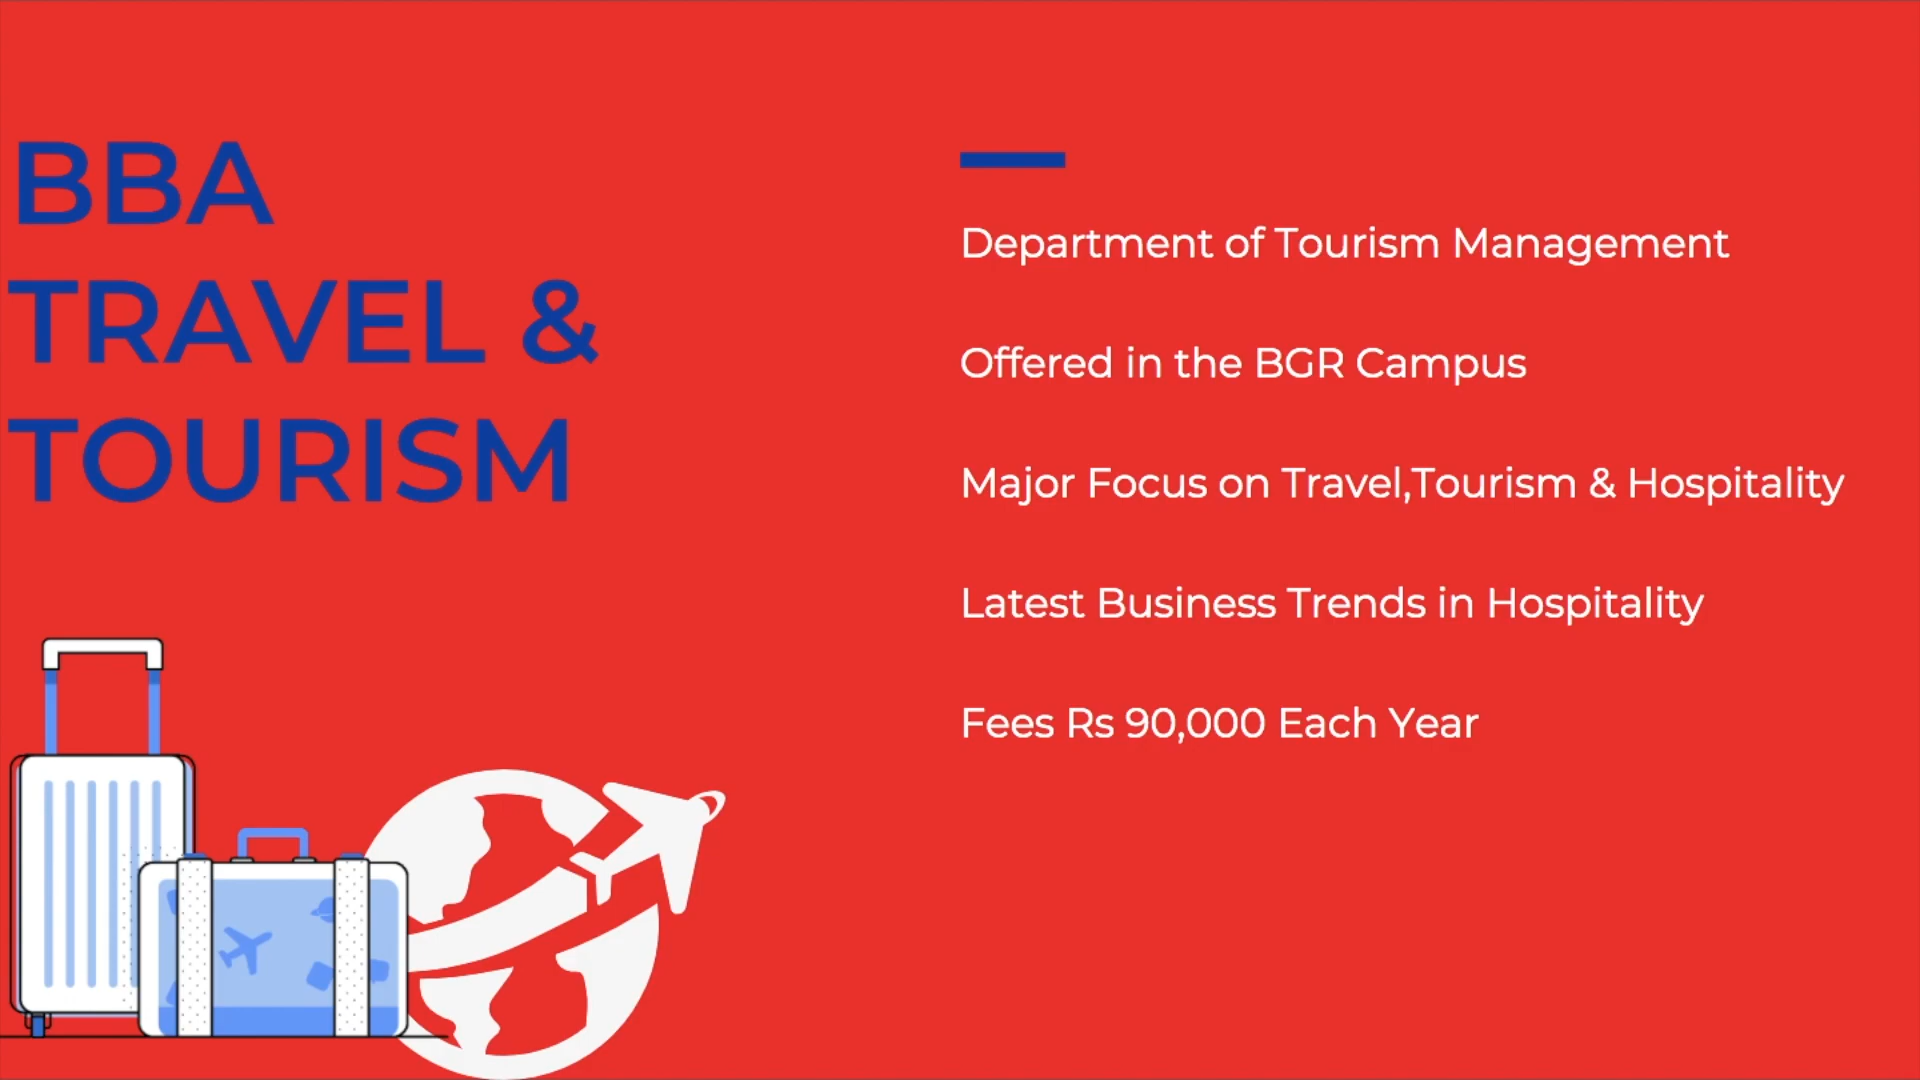 BBA
TRAVEL &
TOURISM
Department of Tourism Management
Offered in the BGR Campus
Major Focus on Travel,Tourism & Hospitality
Latest Business Trends in Hospitality
Fees Rs 90,000 Each Year